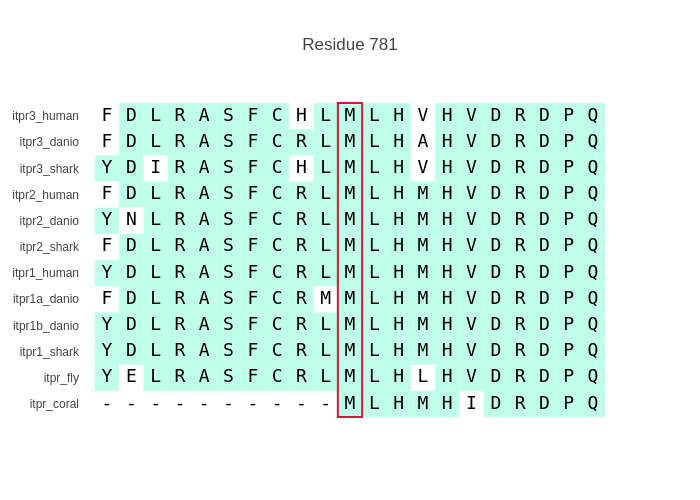 Residue 781
itpr3_human F D L R A S F C H L M L H V H V D R D P Q
itpr3_danio F D L R A S F C R L M L H A H V D R D P Q
itpr3_shark Y D I R A S F C H L M L H V H V D R D P Q
itpr2_human F D L R A S F C R L M L H M H V D R D P Q
itpr2_danio Y N L R A S F C R L M L H M H V D R D P Q
itpr2_shark F D L R A S F C R L M L H M H V D R D P Q
itpr1_human Y D L R A S F C R L M L H M H V D R D P Q
itpr1a_danio F D L R A S F C R M M L H M H V D R D P Q
itpr1b_danio Y D L R A S F C R L M L H M H V D R D P Q
itpr1_shark Y D L R A S F C R L M L H M H V D R D P Q
itpr_fly Y E L R A S F C R L M L H L H V D R D P Q
itpr_coral - - - - - - - - - - M L H M H I D R D P Q